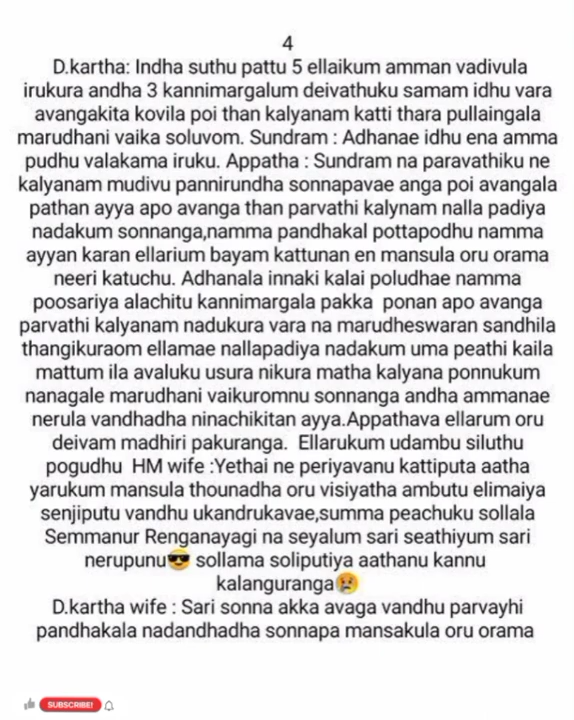 4
D.kartha: Indha suthu pattu 5 ellaikum amman vadivula
irukura andha 3 kannimargalum deivathuku samam idhu vara
avangakita kovila poi than kalyanam katti thara pullaingala
marudhani vaika soluvom. Sundram : Adhanae idhu ena amma
pudhu valakama iruku. Appatha : Sundram na paravathiku ne
kalyanam mudivu pannirundha sonnapavae anga poi avangala
pathan ayya apo avanga than parvathi kalynam nalla padiya
nadakum sonnanga,namma pandhakal pottapodhu namma
ayyan karan ellarium bayam kattunan en mansula oru orama
neeri katuchu. Adhanala innaki kalai poludhae namma
poosariya alachitu kannimargala pakka ponan apo avanga
parvathi kalyanam nadukura vara na marudheswaran sandhila
thangikuraom ellamae nallapadiya nadakum uma peathi kaila
mattum ila avaluku usura nikura matha kalyana ponnukum
nanagale marudhani vaikuromnu sonnanga andha ammanae
nerula vandhadha ninachikitan ayya.Appathava ellarum oru
deivam madhiri pakuranga. Ellarukum udambu siluthu
pogudhu HM wife :Yethai ne periyavanu kattiputa aatha
yarukum mansula thounadha oru visiyatha ambutu elimaiya
senjiputu vandhu ukandrukavae,summa peachuku sollala
Semmanur Renganayagi na seyalum sari seathiyum sari
nerupunu😎 sollama soliputiya aathanu kannu
kalanguranga😢
D.kartha wife : Sari sonna akka avaga vandhu parvayhi
pandhakala nadandhadha sonnapa mansakula oru orama
SUBSCRIBE!